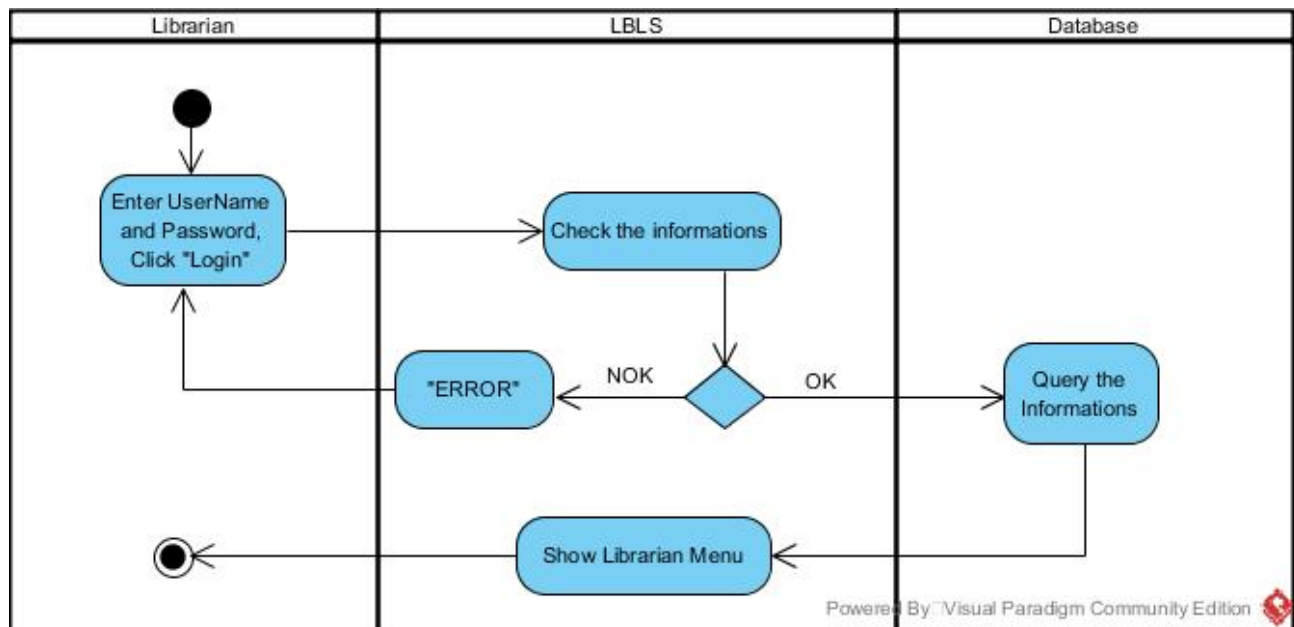 Librarian
LBLS
Database
Enter UserName
and Password,
Click "Login"
Check the informations
"ERROR"
NOK
OK
Query the
Informations
Show Librarian Menu
Powered By Visual Paradigm Community Edition